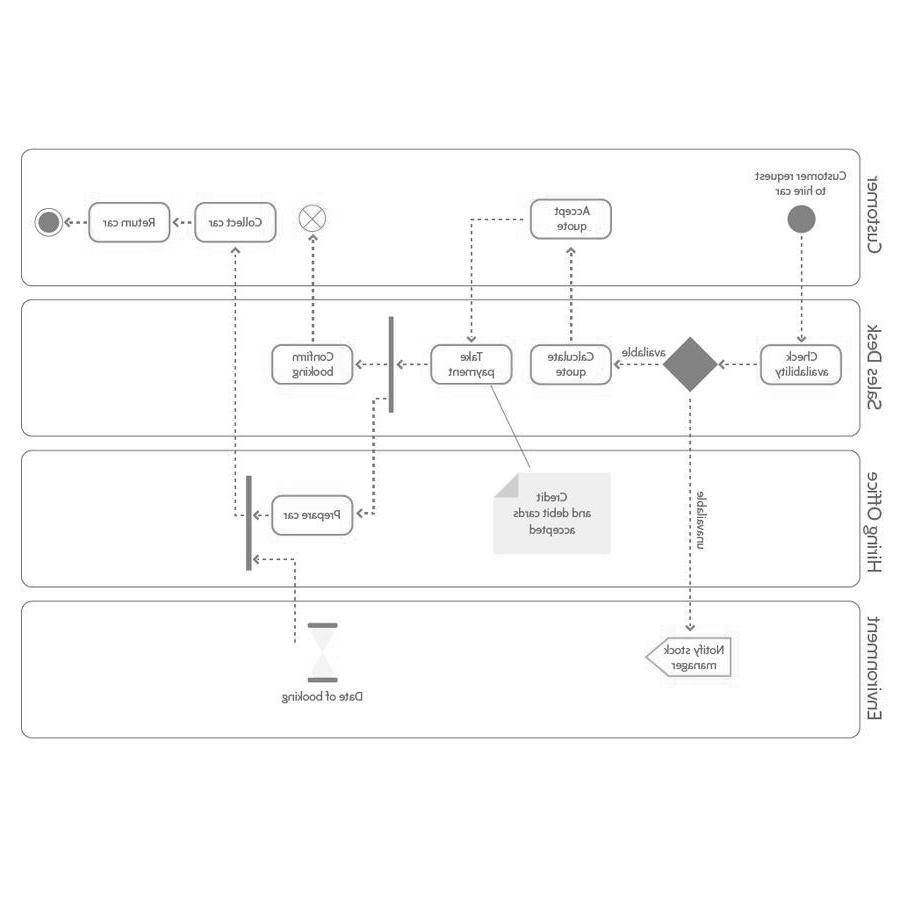 Customer
Customer request
to hire car
Accept
quote
Collect car
Return car
Sales Desk
Check
availability
available
Calculate
quote
Take
payment
Confirm
booking
Hiring Office
unavailable
Credit
and debit cards
accepted
Prepare car
Environment
Notify stock
manager
Date of booking